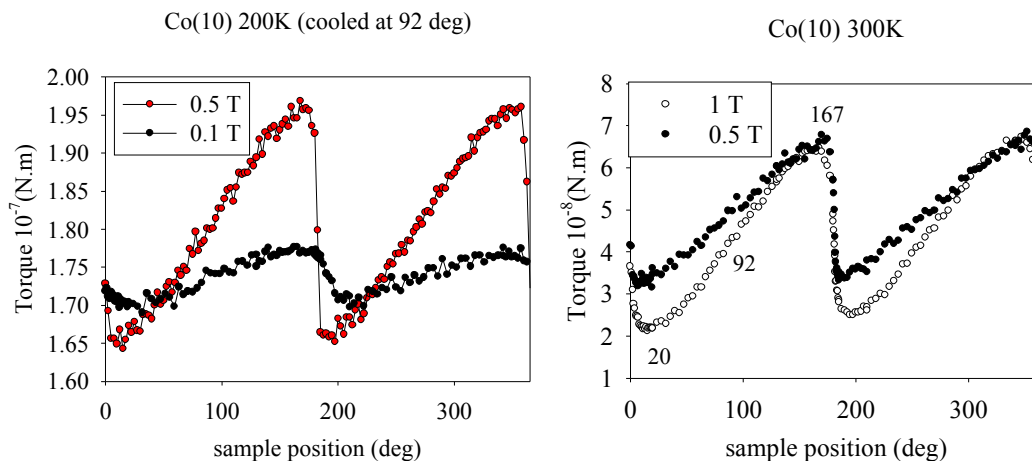 Co(10) 200K (cooled at 92 deg)
2.00
1.95
1.90
1.85
1.80
1.75
1.70
1.65
1.60
Torque 10⁻⁷(N.m)
0.5 T
0.1 T
0
100
200
300
sample position (deg)
Co(10) 300K
8
7
6
5
4
3
2
1
Torque 10⁻⁸(N.m)
1 T
0.5 T
167
92
20
0
100
200
300
sample position (deg)